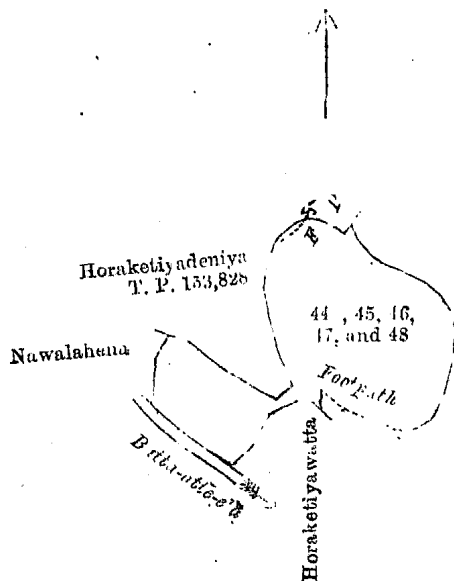 Horaketiyadeniya
T. P. 153,828
44, 45, 46,
47, and 48
Nawalahena
Footpath
Horaketiyawatta